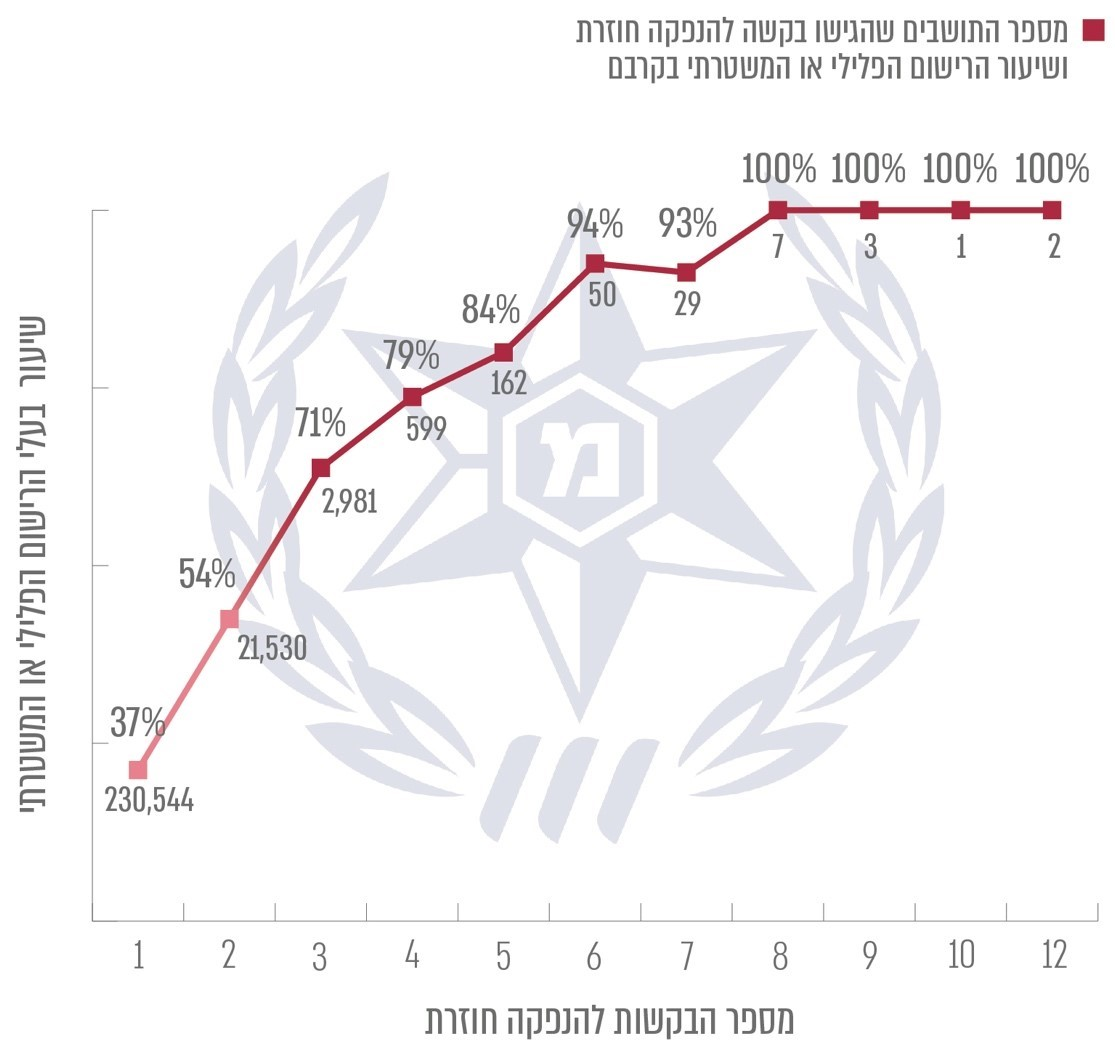 מספר התושבים שהגישו בקשה להנפקה חוזרת
ושיעור הרישום הפלילי או המשטרתי בקרבם
שיעור בעלי הרישום הפלילי או המשטרתי
100% 100% 100% 100%
7 3 1 2
94% 93%
50 29
84%
162
79%
599
71%
2,981
54%
21,530
37%
230,544
מ
1 2 3 4 5 6 7 8 9 10 12
מספר הבקשות להנפקה חוזרת